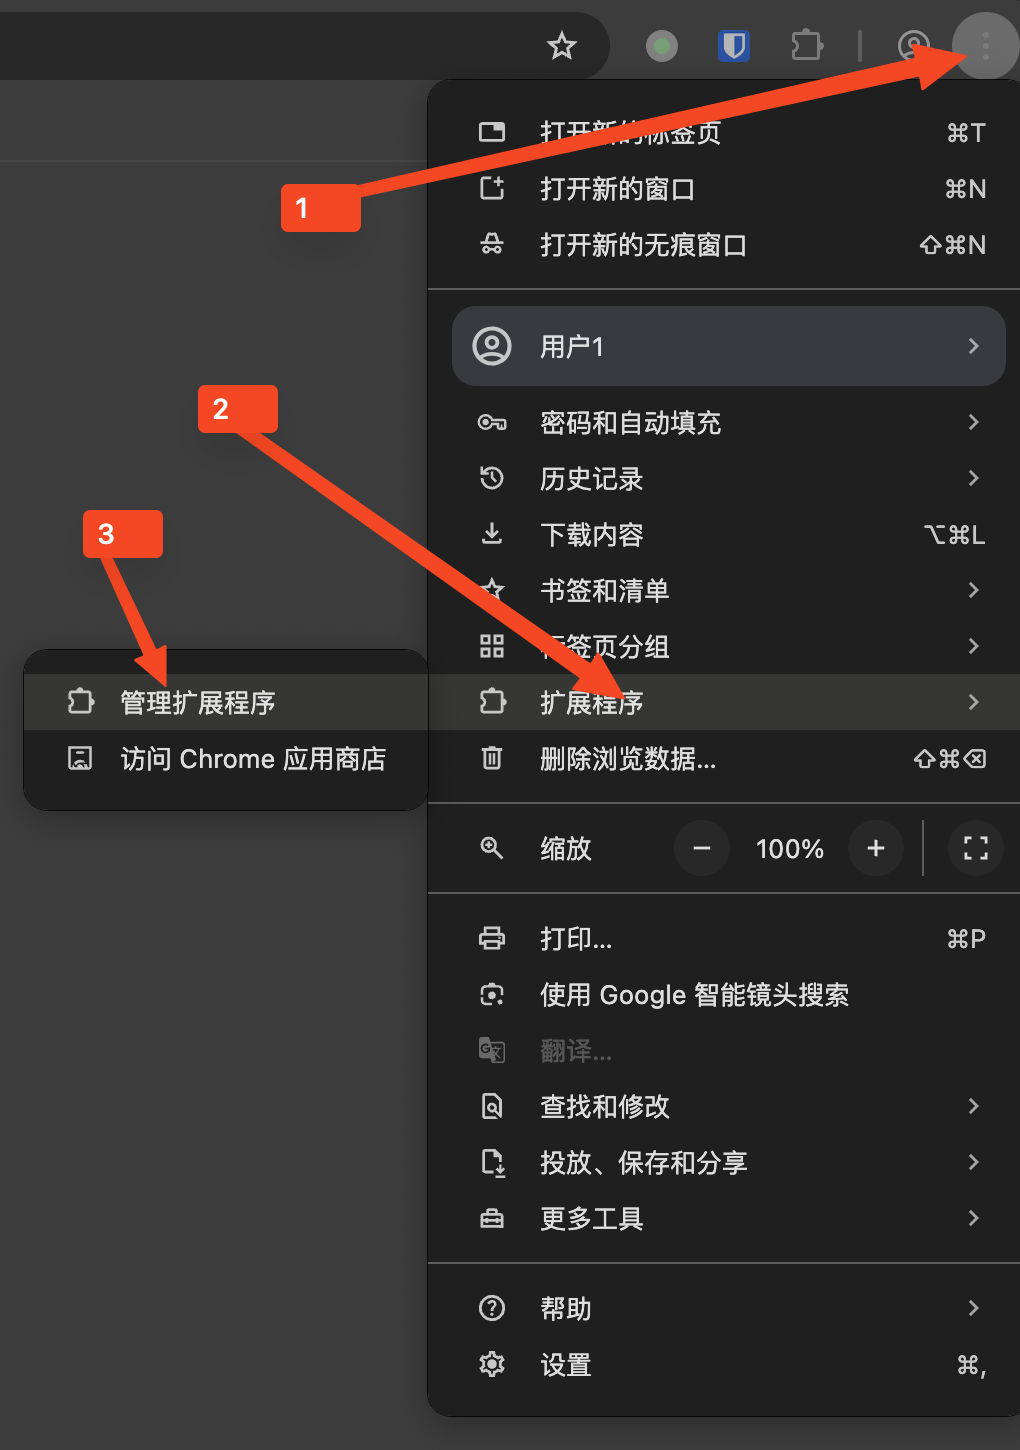 打开新的标签页 ⌘T
1
打开新的窗口 ⌘N
打开新的无痕窗口 ⇧⌘N
用户1
2
密码和自动填充
历史记录
3
下载内容 ⌥⌘L
书签和清单
标签页分组
管理扩展程序
扩展程序
访问 Chrome 应用商店
删除浏览数据... ⇧⌘⌫
缩放 − 100% +
打印... ⌘P
使用 Google 智能镜头搜索
翻译...
查找和修改
投放、保存和分享
更多工具
帮助
设置 ⌘,